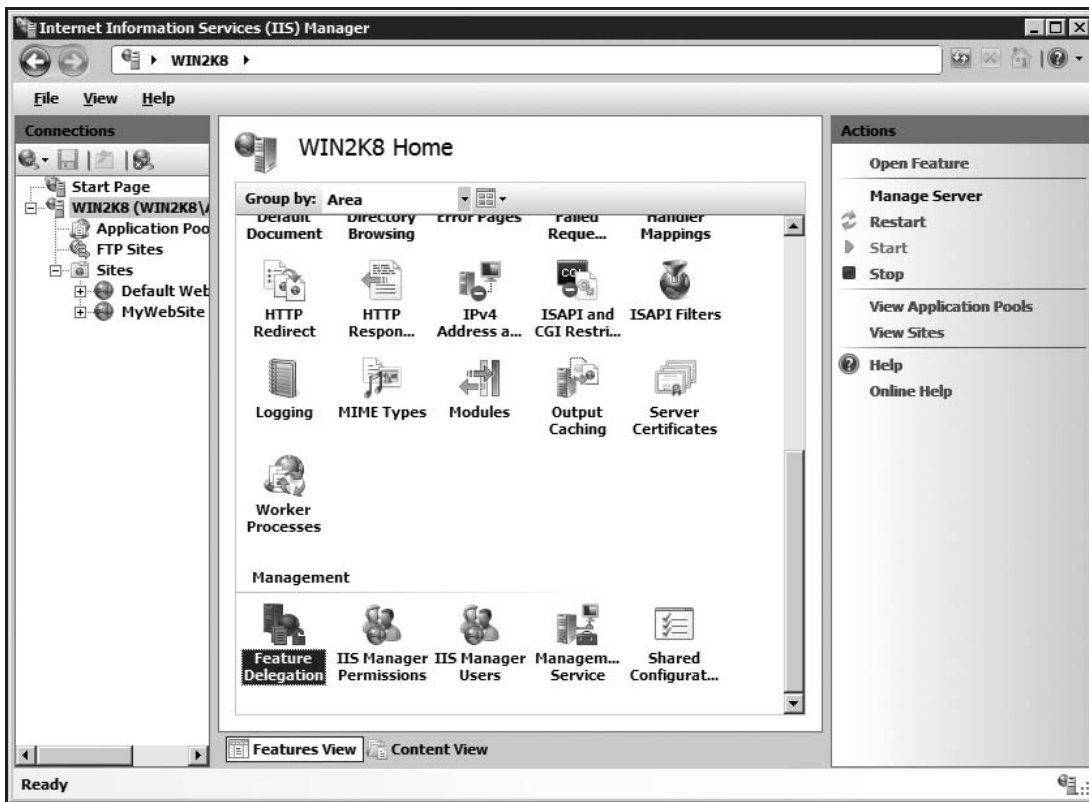 Internet Information Services (IIS) Manager
WIN2K8
File View Help
Connections
Start Page
WIN2K8 (WIN2K8\
Application Poo
FTP Sites
Sites
Default Web
MyWebSite
WIN2K8 Home
Group by: Area
Default Document
Directory Browsing
Error Pages
Failed Reque...
Handler Mappings
HTTP Redirect
HTTP Respon...
IPv4 Address a...
ISAPI and CGI Restri...
ISAPI Filters
Logging
MIME Types
Modules
Output Caching
Server Certificates
Worker Processes
Management
Feature Delegation
IIS Manager Permissions
IIS Manager Users
Managem... Service
Shared Configurat...
Features View
Content View
Actions
Open Feature
Manage Server
Restart
Start
Stop
View Application Pools
View Sites
Help
Online Help
Ready